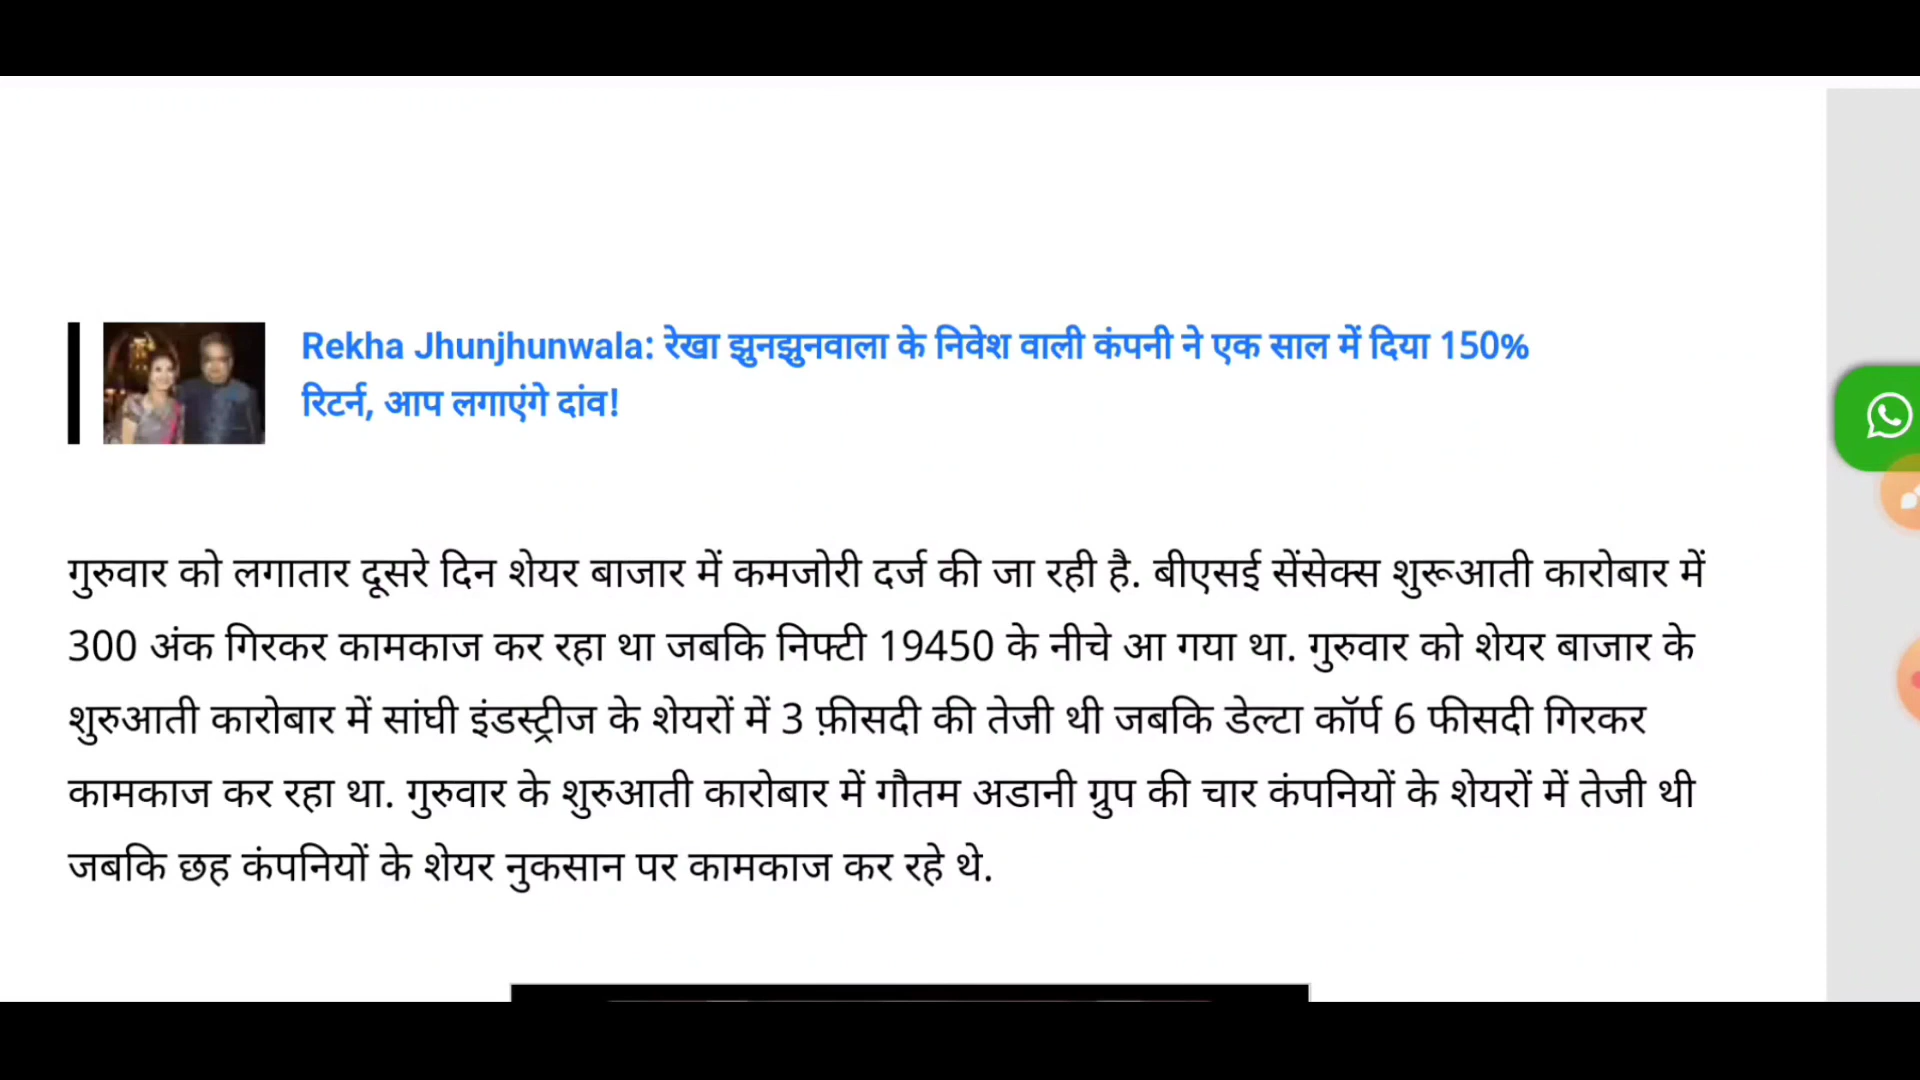 Rekha Jhunjhunwala: रेखा झुनझुनवाला के निवेश वाली कंपनी ने एक साल में दिया 150%
रिटर्न, आप लगाएंगे दांव!
गुरुवार को लगातार दूसरे दिन शेयर बाजार में कमजोरी दर्ज की जा रही है. बीएसई सेंसेक्स शुरूआती कारोबार में
300 अंक गिरकर कामकाज कर रहा था जबकि निफ्टी 19450 के नीचे आ गया था. गुरुवार को शेयर बाजार के
शुरुआती कारोबार में सांघी इंडस्ट्रीज के शेयरों में 3 फ़ीसदी की तेजी थी जबकि डेल्टा कॉर्प 6 फीसदी गिरकर
कामकाज कर रहा था. गुरुवार के शुरुआती कारोबार में गौतम अडानी ग्रुप की चार कंपनियों के शेयरों में तेजी थी
जबकि छह कंपनियों के शेयर नुकसान पर कामकाज कर रहे थे.